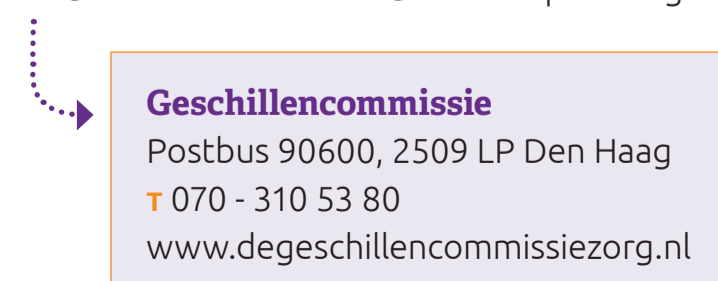 Geschillencommissie
Postbus 90600, 2509 LP Den Haag
T 070 - 310 53 80
www.degeschillencommissiezorg.nl